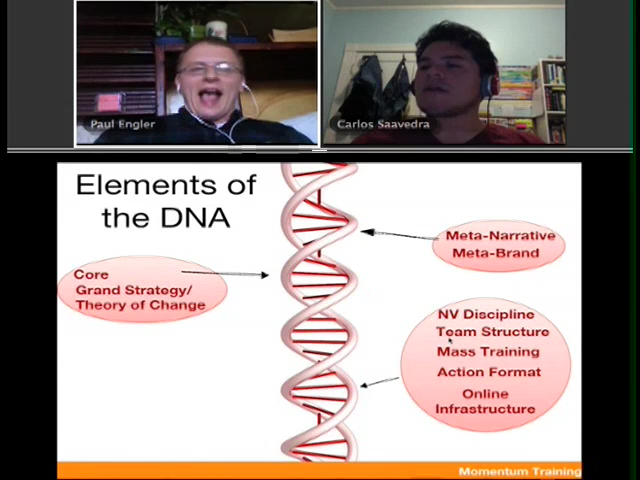 Paul Engler
Carlos Saavedra
Elements of
the DNA
Meta-Narrative
Meta-Brand
Core
Grand Strategy/
Theory of Change
NV Discipline
Team Structure
Mass Training
Action Format
Online
Infrastructure
Momentum Training